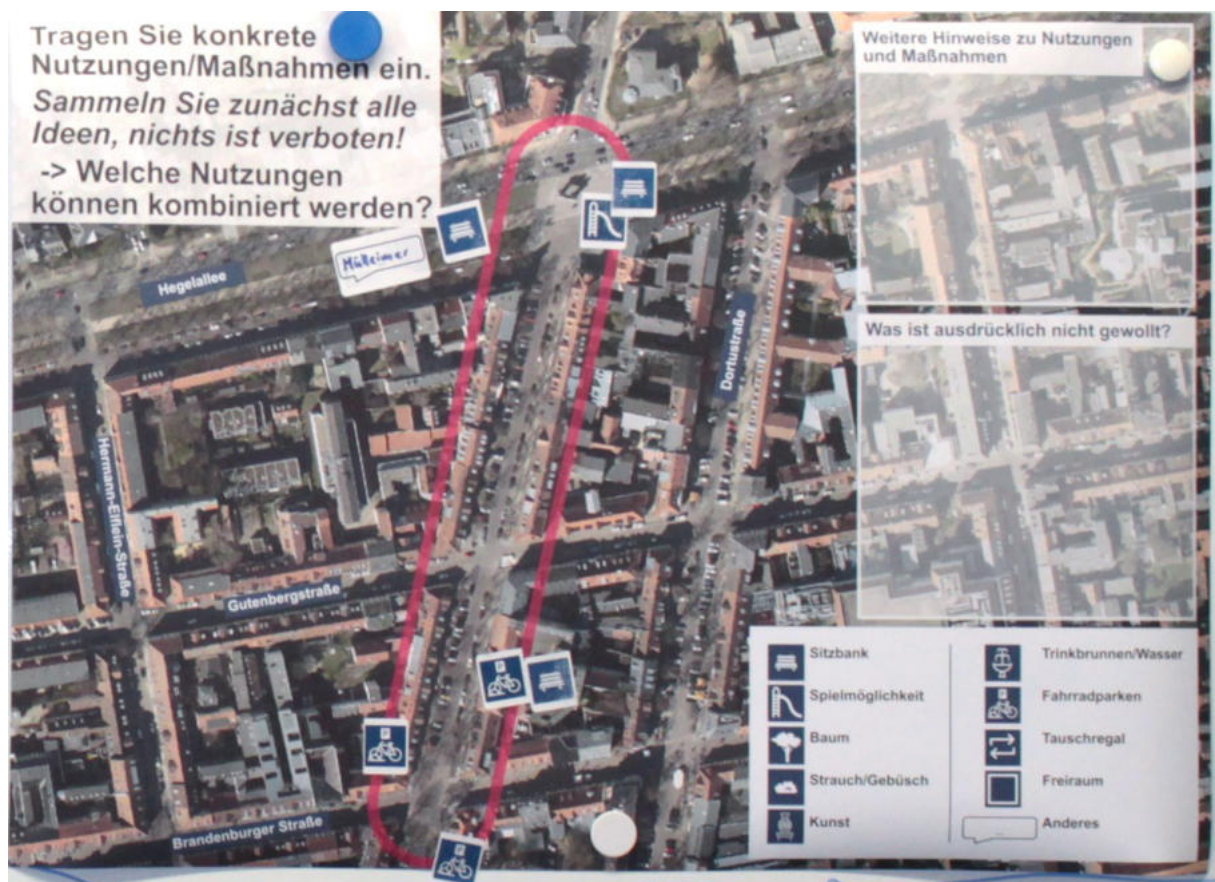 Tragen Sie konkrete
Nutzungen/Maßnahmen ein.
Sammeln Sie zunächst alle
Ideen, nichts ist verboten!
-> Welche Nutzungen
können kombiniert werden?
Weitere Hinweise zu Nutzungen
und Maßnahmen
Mülleimer
Hegelallee
Dortustraße
Was ist ausdrücklich nicht gewollt?
Hermann-Elflein-Straße
Gutenbergstraße
Brandenburger Straße
P
P
P
Sitzbank
Spielmöglichkeit
Baum
Strauch/Gebüsch
Kunst
Trinkbrunnen/Wasser
P
Fahrradparken
Tauschregal
Freiraum
...
Anderes